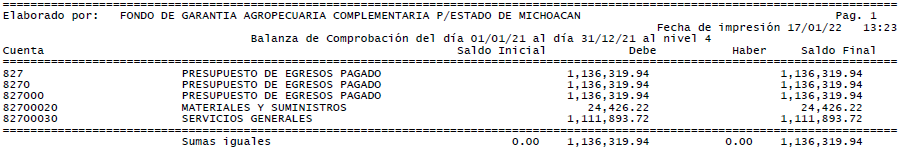 Elaborado por: FONDO DE GARANTIA AGROPECUARIA COMPLEMENTARIA P/ESTADO DE MICHOACAN Pag. 1
Fecha de impresión 17/01/22 13:23
Balanza de Comprobación del día 01/01/21 al día 31/12/21 al nivel 4
Cuenta Saldo Inicial Debe Haber Saldo Final
827 PRESUPUESTO DE EGRESOS PAGADO 1,136,319.94 1,136,319.94
8270 PRESUPUESTO DE EGRESOS PAGADO 1,136,319.94 1,136,319.94
827000 PRESUPUESTO DE EGRESOS PAGADO 1,136,319.94 1,136,319.94
82700020 MATERIALES Y SUMINISTROS 24,426.22 24,426.22
82700030 SERVICIOS GENERALES 1,111,893.72 1,111,893.72
Sumas iguales 0.00 1,136,319.94 0.00 1,136,319.94